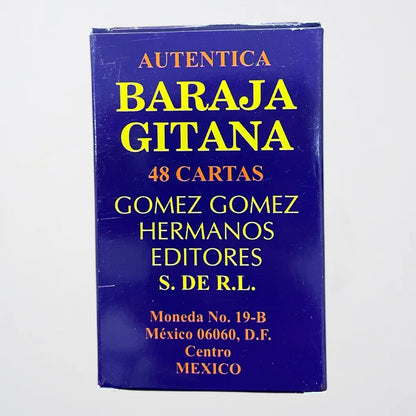 AUTENTICA
BARAJA
GITANA
48 CARTAS
GOMEZ GOMEZ
HERMANOS
EDITORES
S. DE R.L.
Moneda No. 19-B
México 06060, D.F.
Centro
MEXICO